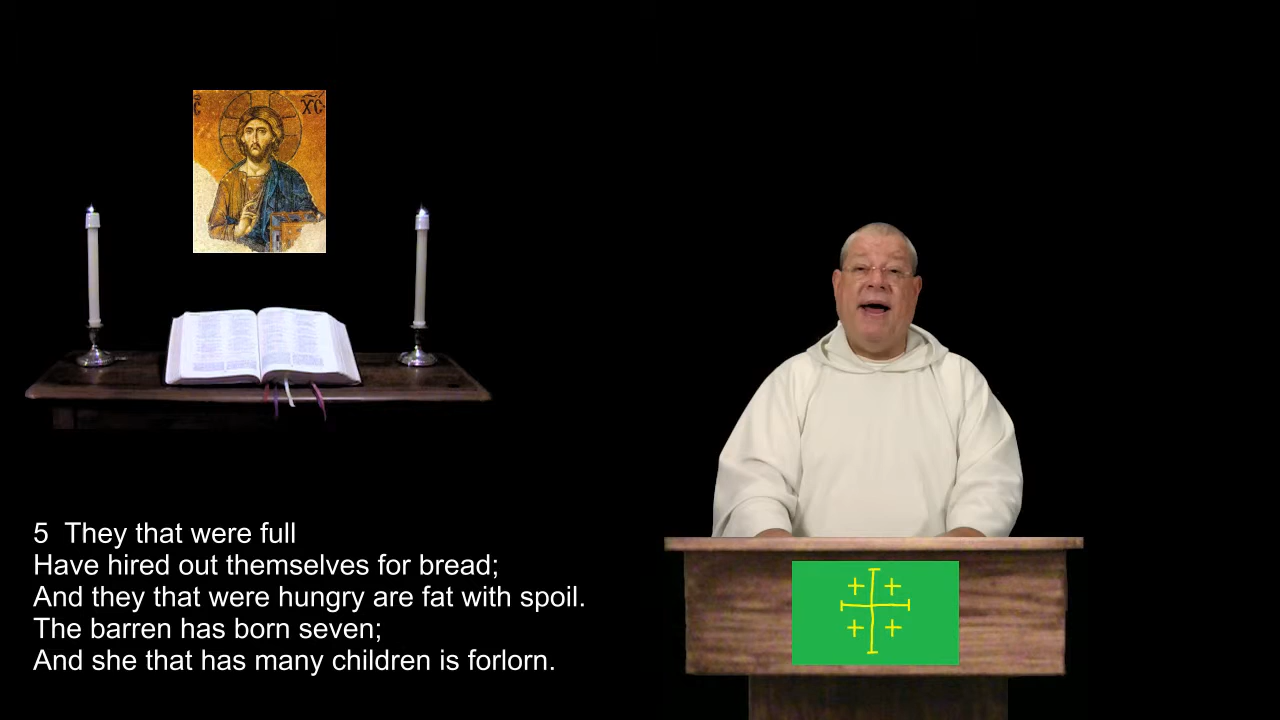 C
XC
5 They that were full
Have hired out themselves for bread;
And they that were hungry are fat with spoil.
The barren has born seven;
And she that has many children is forlorn.